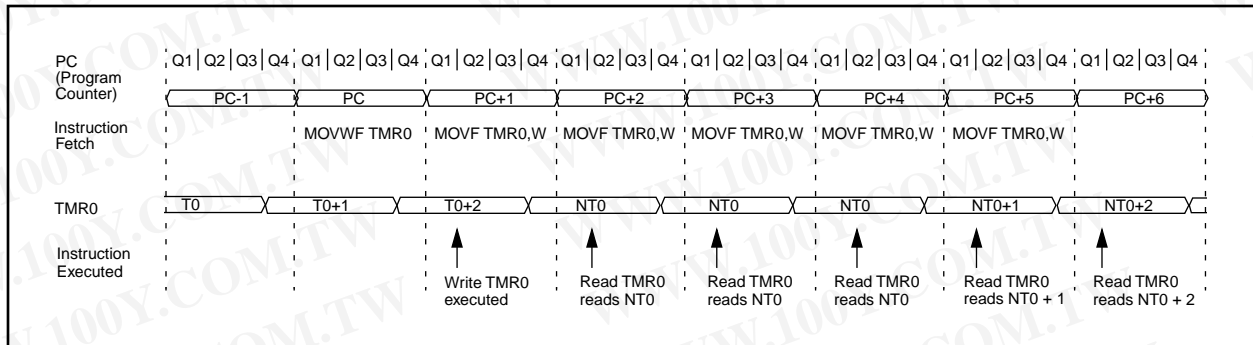 PC
(Program
Counter)
Q1 Q2 Q3 Q4 Q1 Q2 Q3 Q4 Q1 Q2 Q3 Q4 Q1 Q2 Q3 Q4 Q1 Q2 Q3 Q4 Q1 Q2 Q3 Q4 Q1 Q2 Q3 Q4 Q1 Q2 Q3 Q4
PC-1 PC PC+1 PC+2 PC+3 PC+4 PC+5 PC+6
Instruction
Fetch
MOVWF TMR0 MOVF TMR0,W MOVF TMR0,W MOVF TMR0,W MOVF TMR0,W MOVF TMR0,W
TMR0 T0 T0+1 T0+2 NT0 NT0 NT0 NT0+1 NT0+2
Instruction
Executed
Write TMR0
executed
Read TMR0
reads NT0
Read TMR0
reads NT0
Read TMR0
reads NT0
Read TMR0
reads NT0 + 1
Read TMR0
reads NT0 + 2
WWW.100Y.COM.TW